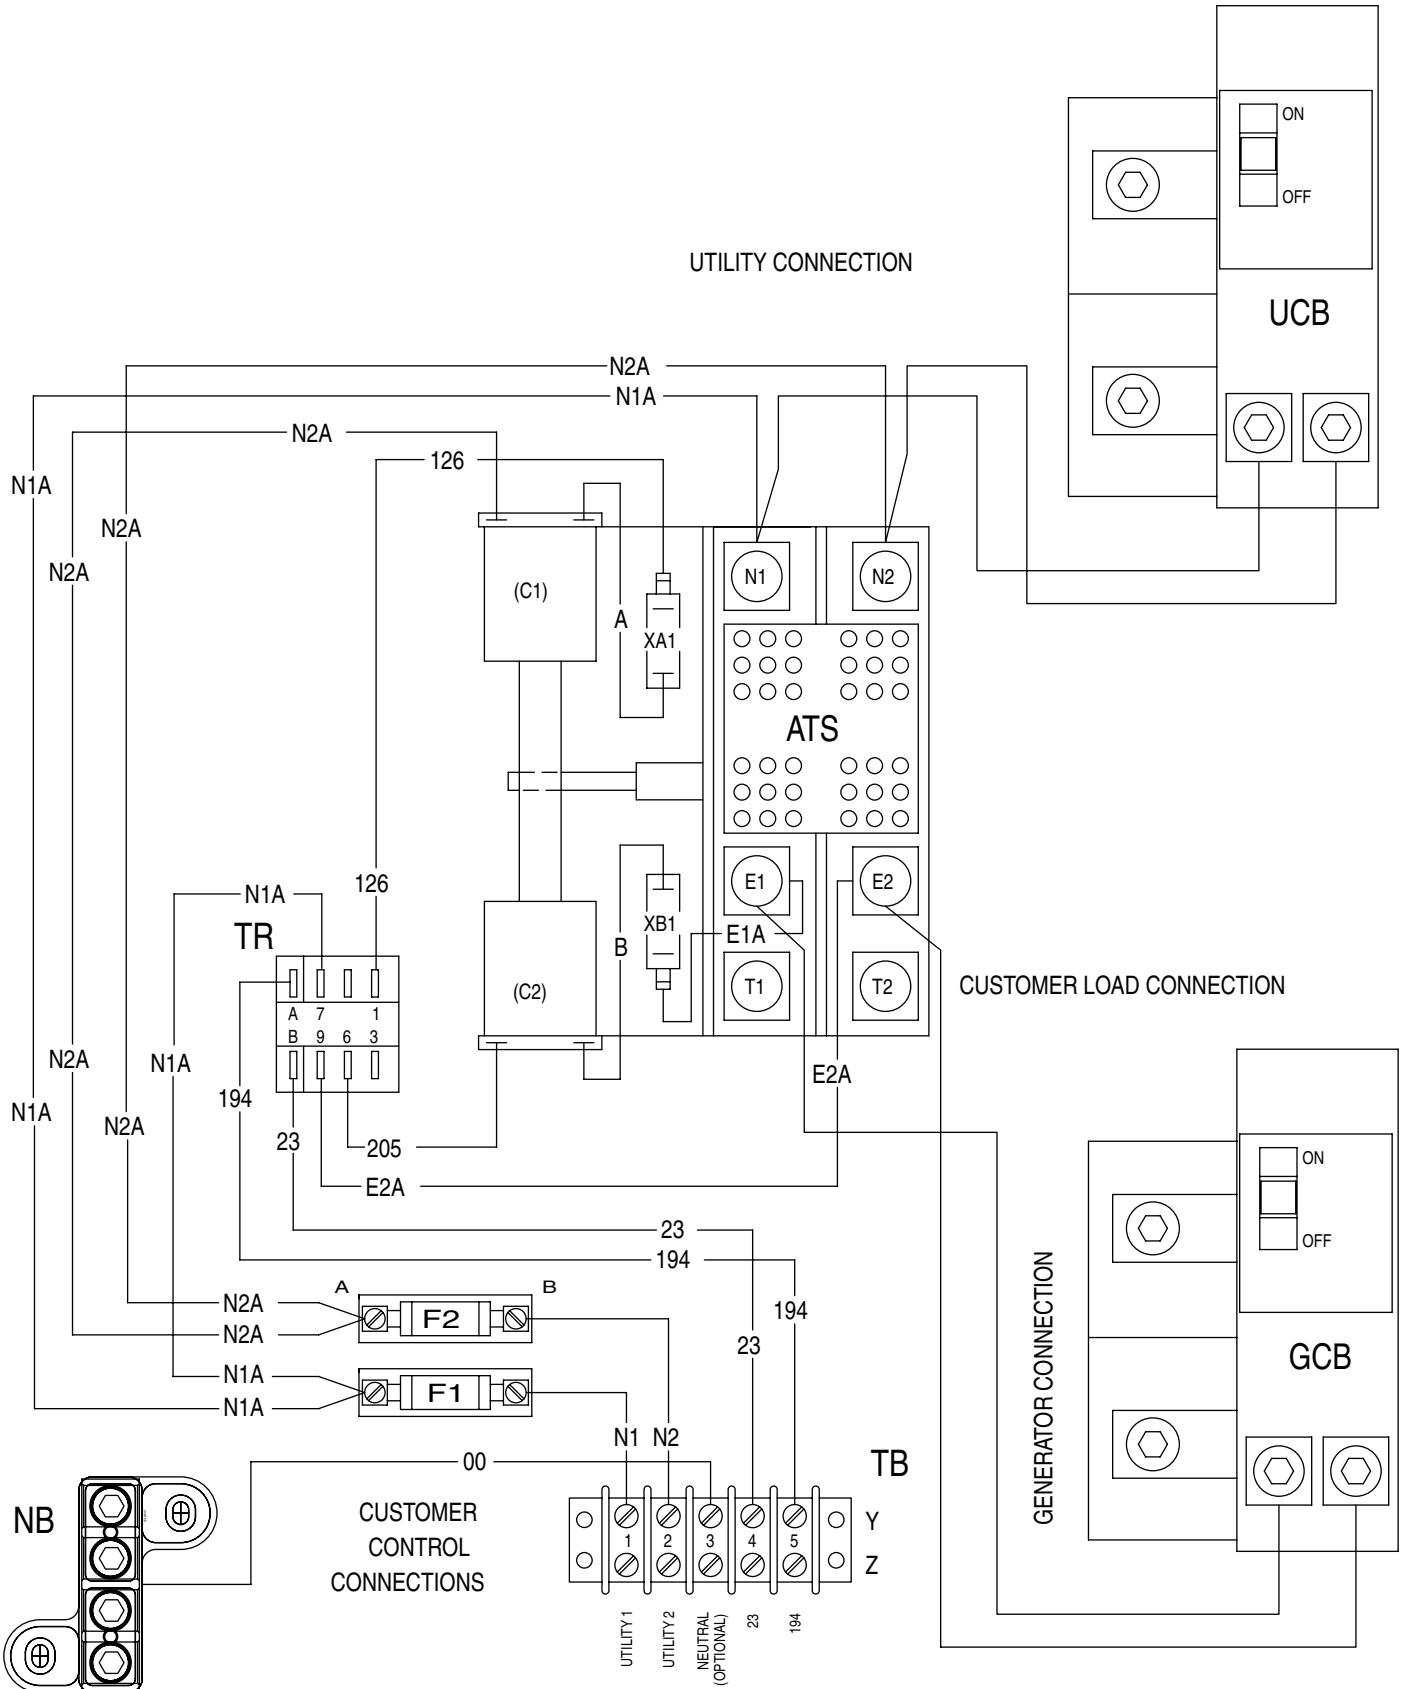 ON
OFF
UTILITY CONNECTION
UCB
N2A
N1A
N2A
126
N1A
N2A
N2A
(C1)
N1
N2
A
XA1
ATS
126
N1A
E1
E2
TR
XB1
E1A
B
(C2)
T1
T2
CUSTOMER LOAD CONNECTION
A 7 1
B 9 6 3
N2A
N1A
E2A
194
N1A
N2A
23
205
E2A
ON
OFF
23
194
A
B
N2A
F2
194
N2A
23
GCB
GENERATOR CONNECTION
N1A
F1
N1A
N1
N2
00
TB
NB
CUSTOMER
CONTROL
CONNECTIONS
Y
1 2 3 4 5
Z
UTILITY 1
UTILITY 2
NEUTRAL
(OPTIONAL)
23
194